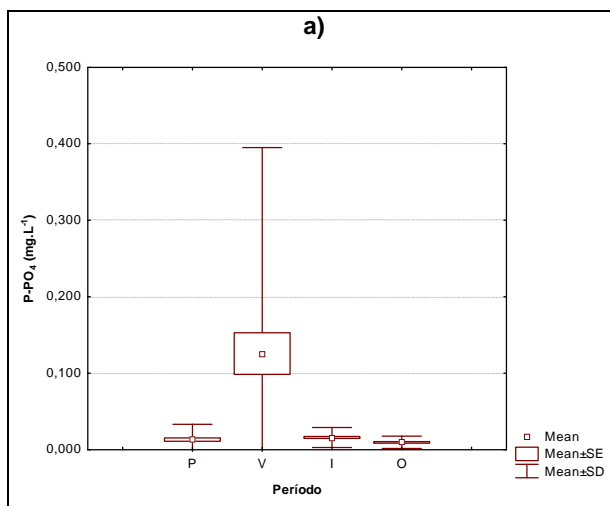 a)
0,500
0,400
0,300
0,200
0,100
0,000
P-PO₄ (mg.L⁻¹)
P V I O
Período
Mean
Mean±SE
Mean±SD